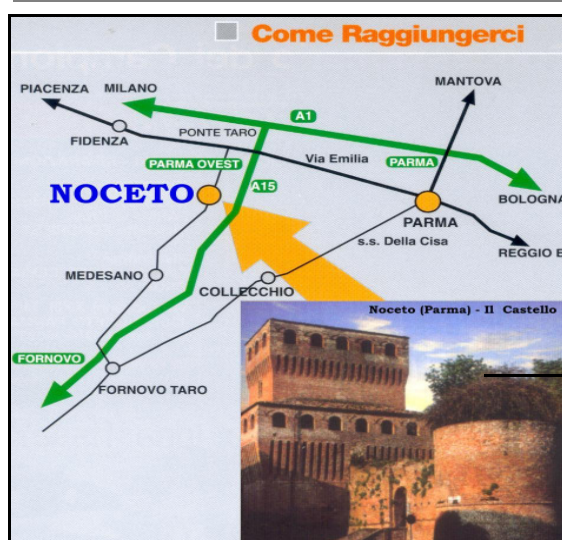 Come Raggiungerci
PIACENZA
MILANO
MANTOVA
A1
FIDENZA
PONTE TARO
PARMA OVEST
Via Emilia
PARMA
NOCETO
A15
BOLOGNA
PARMA
s.s. Della Cisa
REGGIO E
MEDESANO
COLLECCHIO
Noceto (Parma) - Il Castello
FORNOVO
FORNOVO TARO